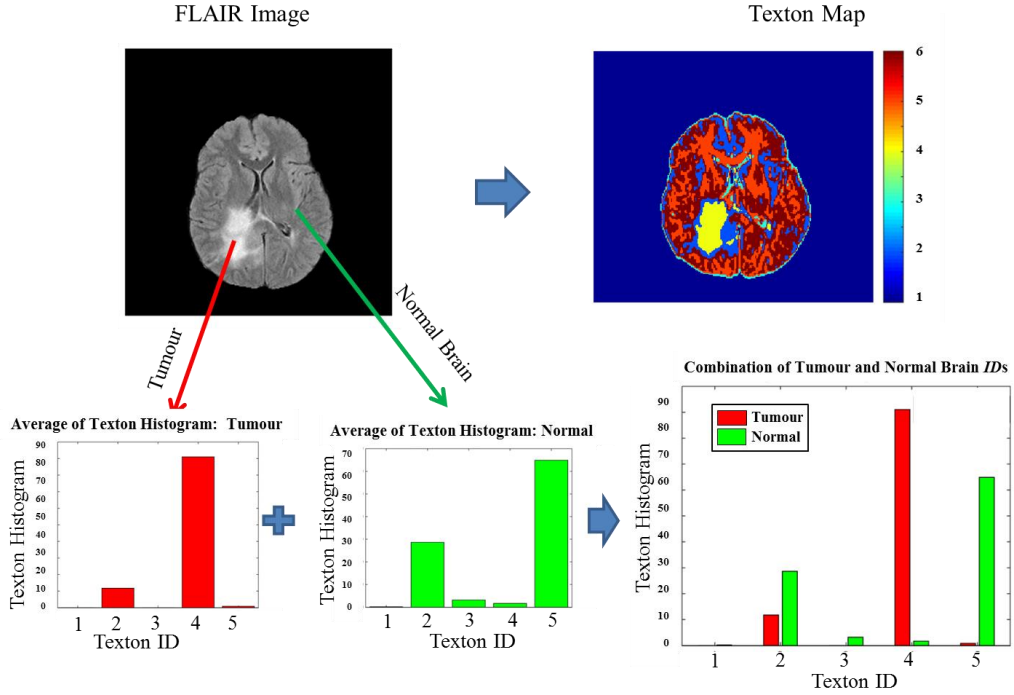 FLAIR Image
Texton Map
6
5
4
3
2
1
Tumour
Normal Brain
Average of Texton Histogram: Tumour
90
80
70
60
50
40
30
20
10
0
Texton Histogram
1 2 3 4 5
Texton ID
Average of Texton Histogram: Normal
70
60
50
40
30
20
10
0
Texton Histogram
1 2 3 4 5
Texton ID
Combination of Tumour and Normal Brain IDs
Tumour
Normal
90
80
70
60
50
40
30
20
10
0
Texton Histogram
1 2 3 4 5
Texton ID